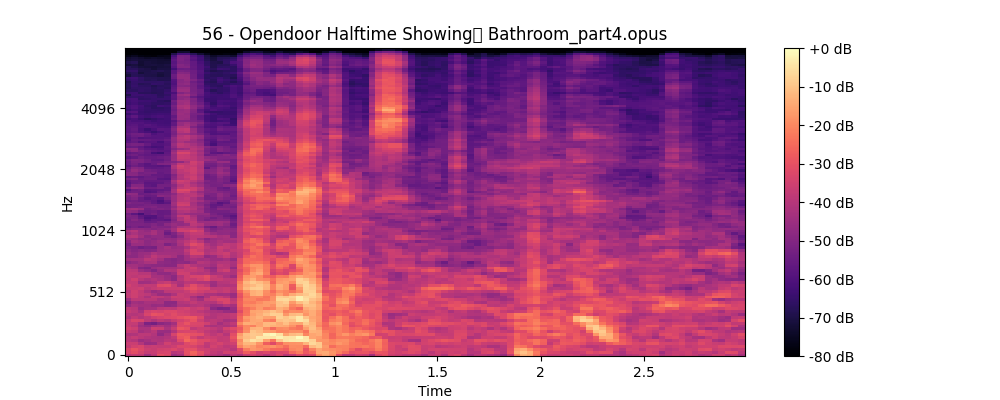 56 - Opendoor Halftime Showing▯ Bathroom_part4.opus
Hz
4096
2048
1024
512
0
0
0.5
1
1.5
2
2.5
Time
+0 dB
-10 dB
-20 dB
-30 dB
-40 dB
-50 dB
-60 dB
-70 dB
-80 dB